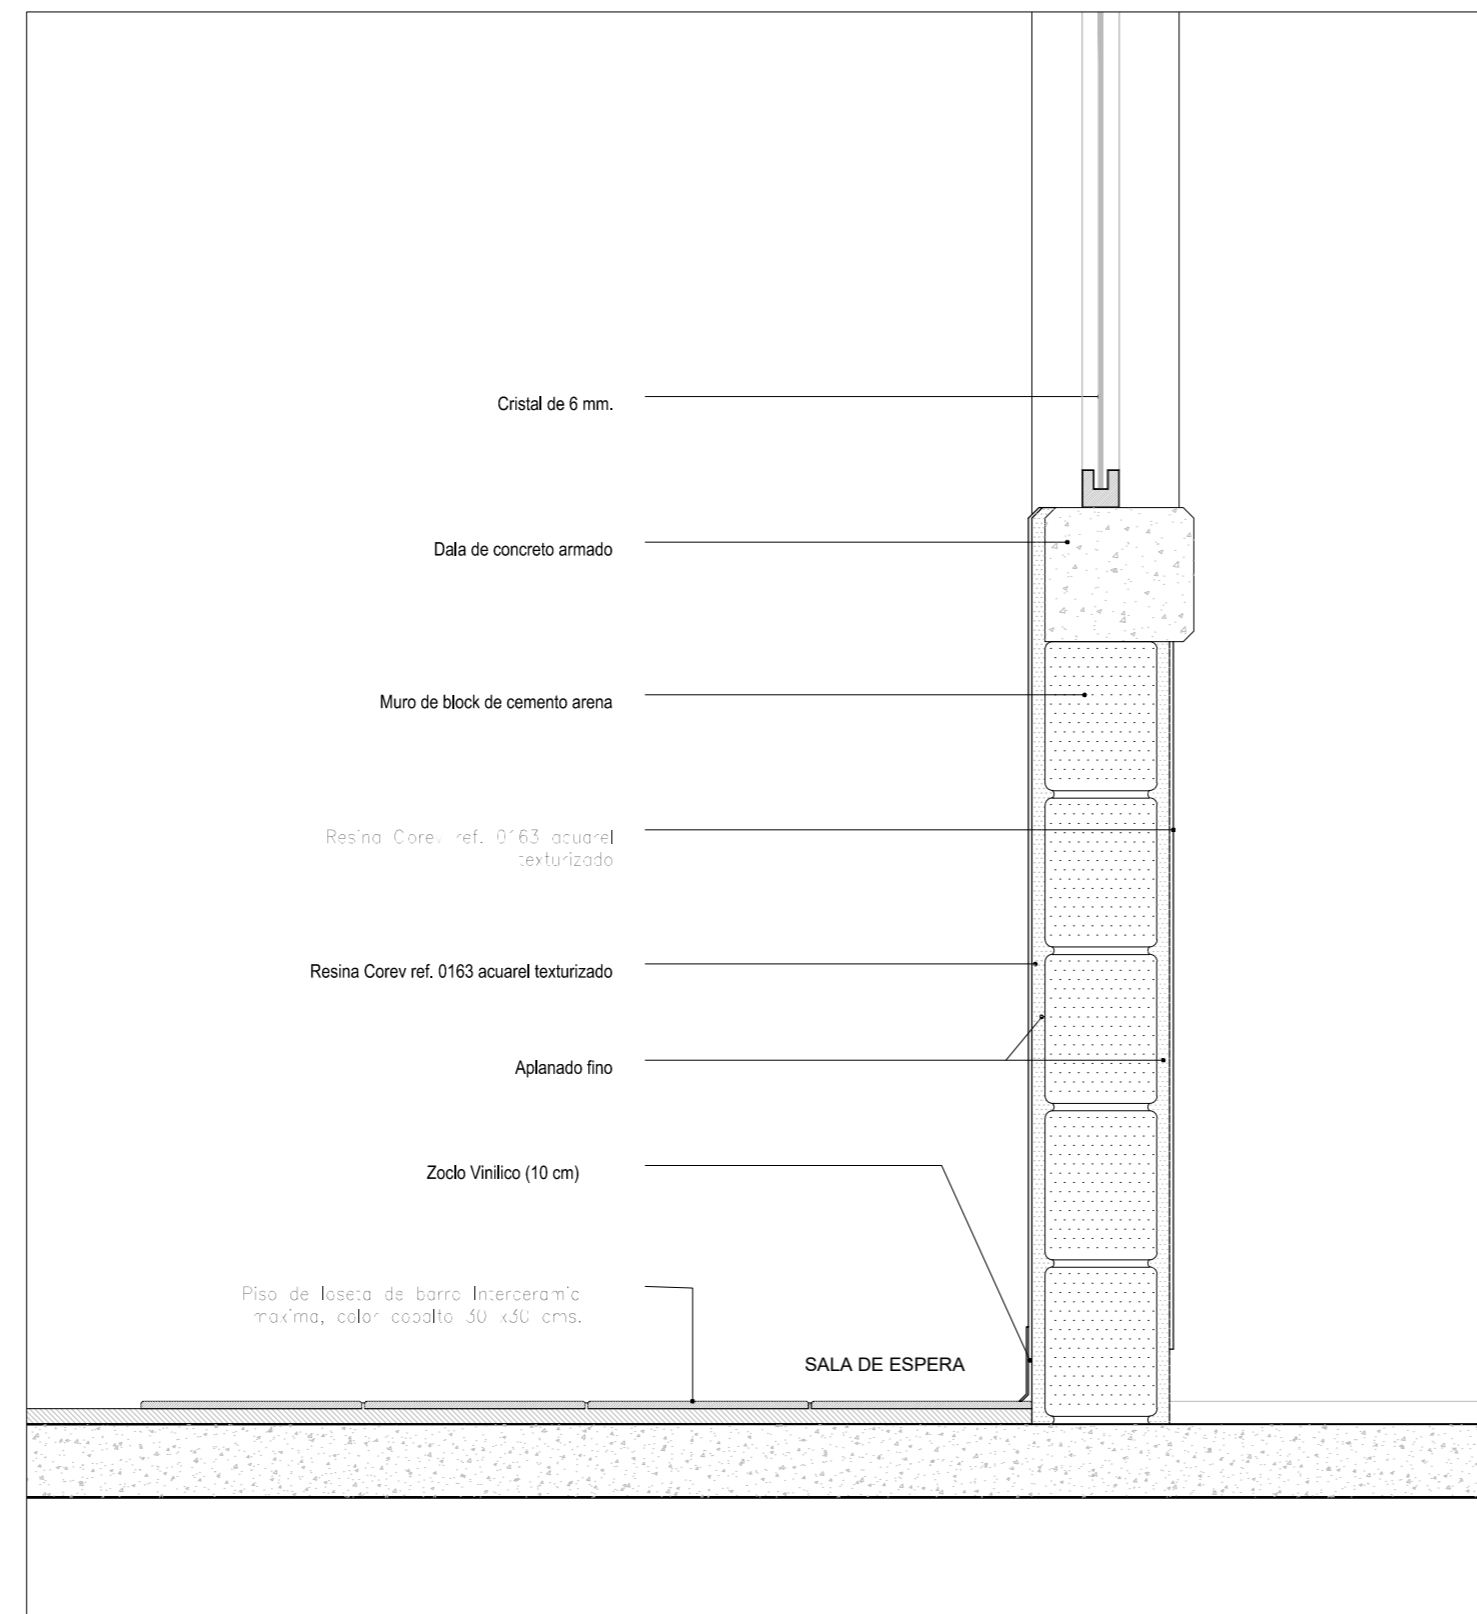 Cristal de 6 mm.
Dala de concreto armado
Muro de block de cemento arena
Resina Corev ref. 0163 acuarel
texturizado
Resina Corev ref. 0163 acuarel texturizado
Aplanado fino
Zoclo Vinilico (10 cm)
Piso de loseta de barro Interceramic
maxima, color cobalto 30 x30 cms.
SALA DE ESPERA